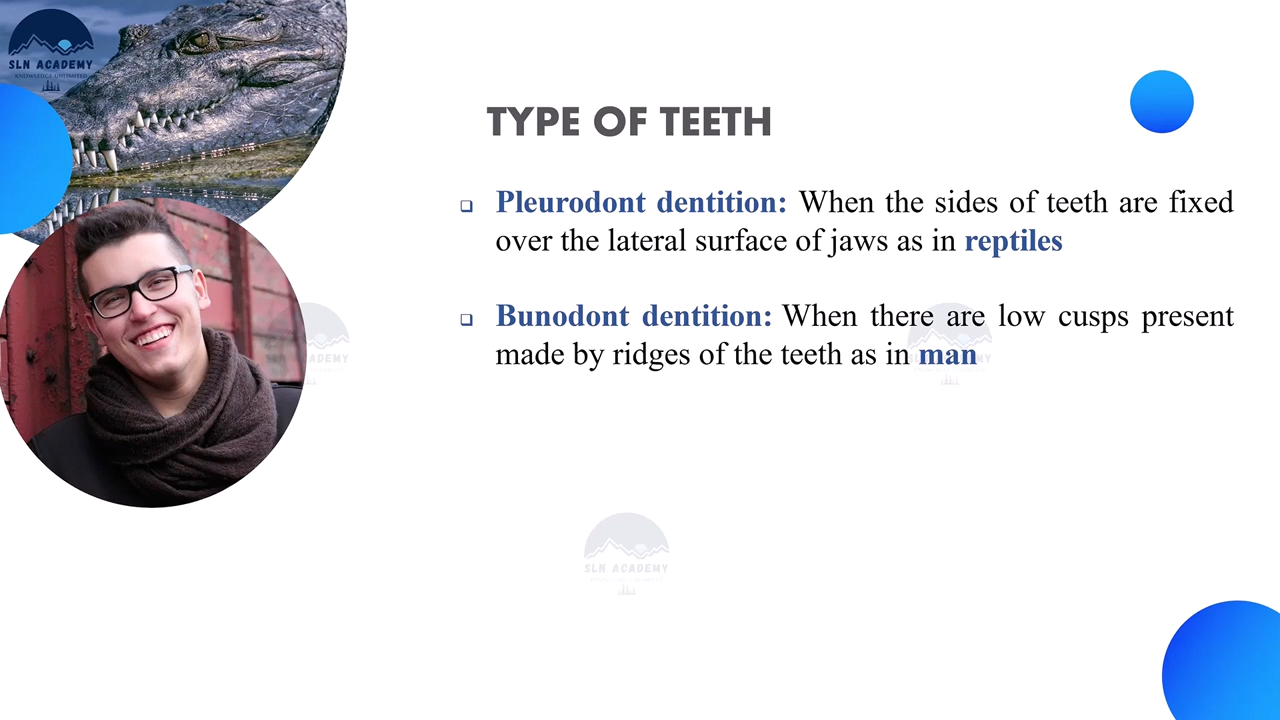 SLN ACADEMY
KNOWLEDGE UNLIMITED
TYPE OF TEETH
Pleurodont dentition: When the sides of teeth are fixed
over the lateral surface of jaws as in reptiles
Bunodont dentition: When there are low cusps present
made by ridges of the teeth as in man
SLN ACADEMY